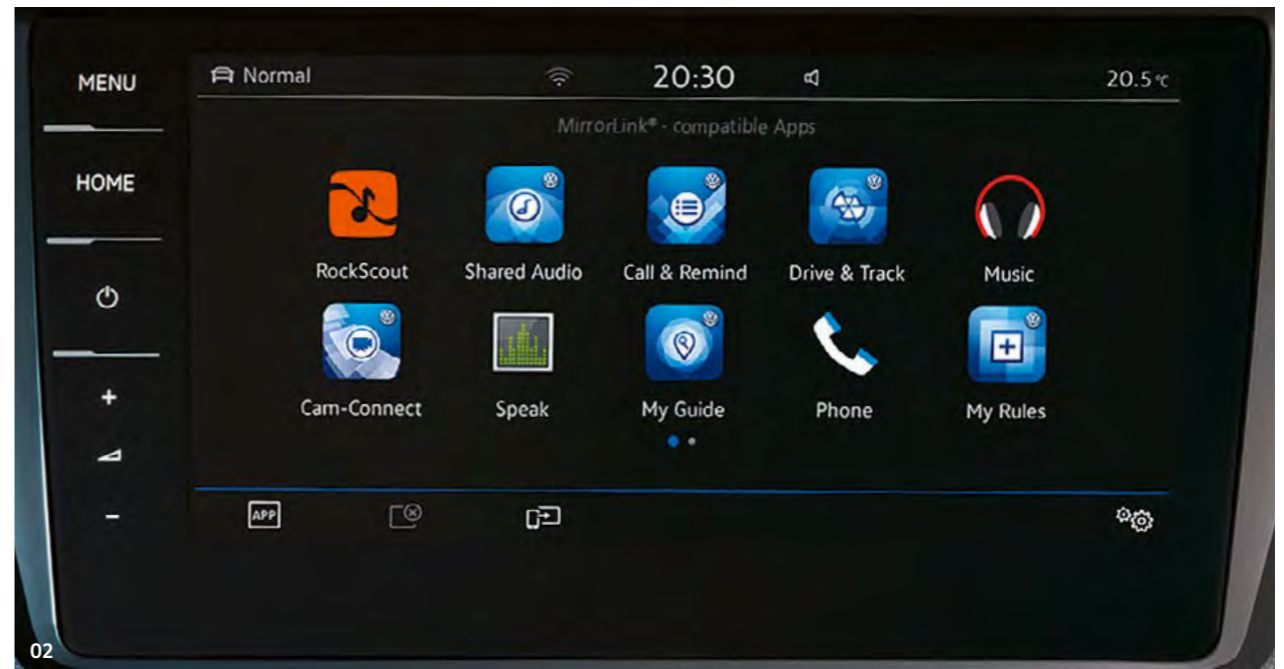 MENU
HOME
+
-
Normal 20:30 20.5 °C
MirrorLink® - compatible Apps
RockScout Shared Audio Call & Remind Drive & Track Music
Cam-Connect Speak My Guide Phone My Rules
APP
02